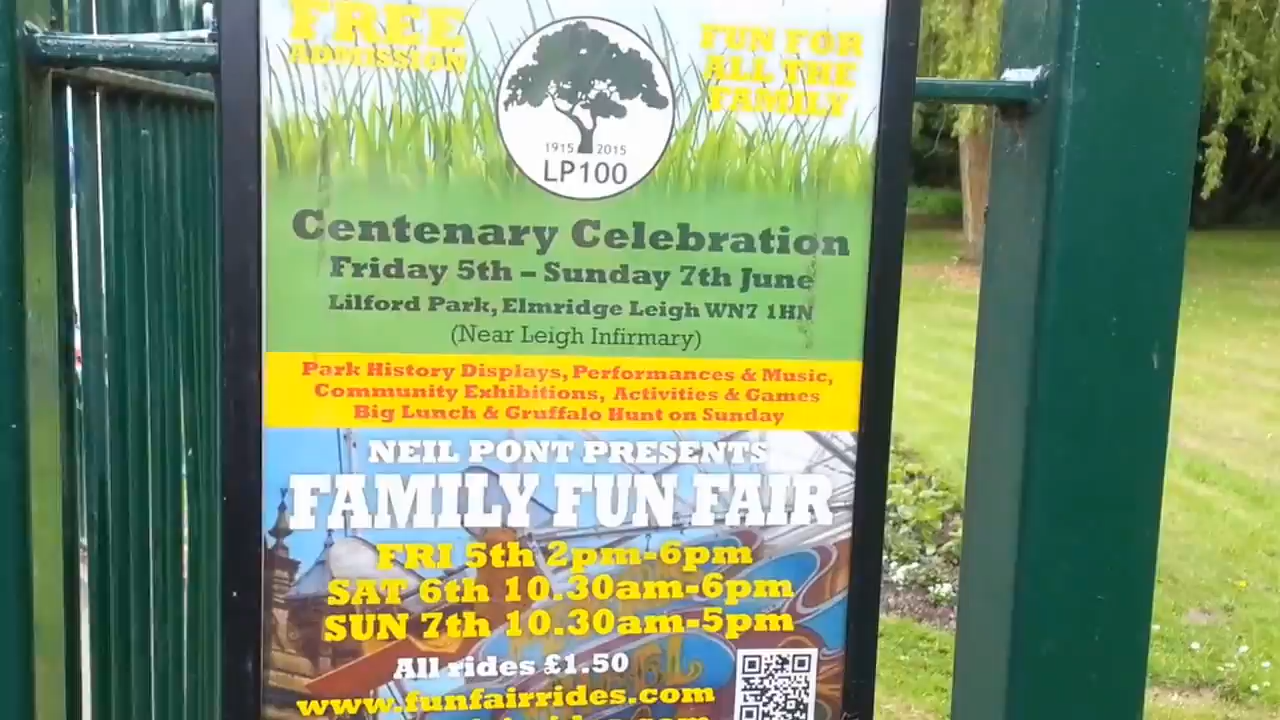 FREE
ADMISSION
FUN FOR
ALL THE
FAMILY
1915 2015
LP100
Centenary Celebration
Friday 5th – Sunday 7th June
Lilford Park, Elmridge Leigh WN7 1HN
(Near Leigh Infirmary)
Park History Displays, Performances & Music,
Community Exhibitions, Activities & Games
Big Lunch & Gruffalo Hunt on Sunday
NEIL PONT PRESENTS
FAMILY FUN FAIR
FRI 5th 2pm-6pm
SAT 6th 10.30am-6pm
SUN 7th 10.30am-5pm
All rides £1.50
www.funfairrides.com